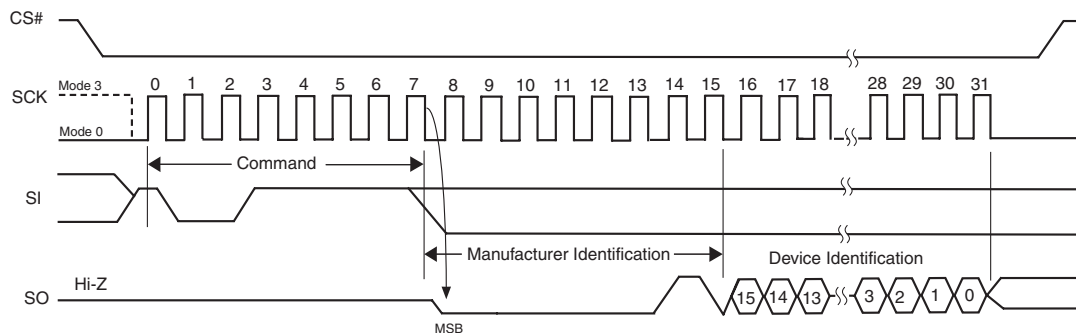 CS#
SCK
Mode 3
Mode 0
0 1 2 3 4 5 6 7 8 9 10 11 12 13 14 15 16 17 18 28 29 30 31
Command
SI
Manufacturer Identification
Device Identification
Hi-Z
SO
15 14 13 3 2 1 0
MSB